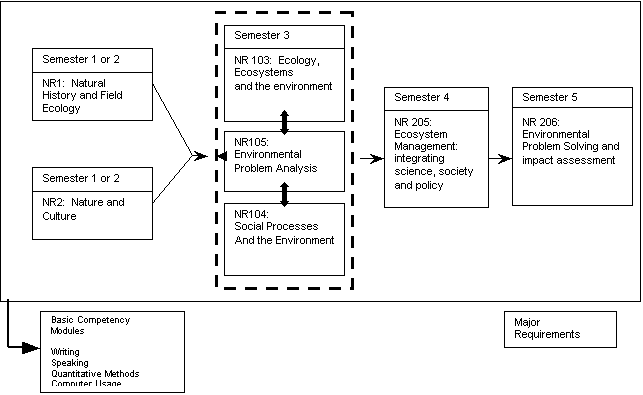 Semester 1 or 2
NR1: Natural
History and Field
Ecology
Semester 1 or 2
NR2: Nature and
Culture
Semester 3
NR 103: Ecology,
Ecosystems
and the environment
NR105:
Environmental
Problem Analysis
NR104:
Social Processes
And the Environment
Semester 4
NR 205:
Ecosystem
Management:
integrating
science, society
and policy
Semester 5
NR 206:
Environmental
Problem Solving and
impact assessment
Basic Competency
Modules
Writing
Speaking
Quantitative Methods
Computer Usage
Major
Requirements